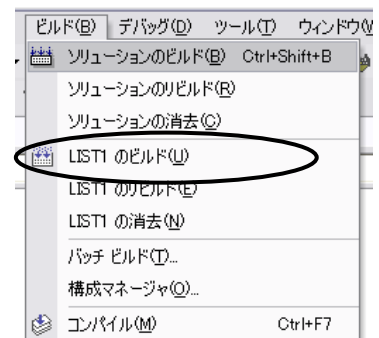 ビルド(B) デバッグ(D) ツール(T) ウィンドウ(W
ソリューションのビルド(B) Ctrl+Shift+B
ソリューションのリビルド(R)
ソリューションの消去(C)
LIST1 のビルド(U)
LIST1 のリビルド(E)
LIST1 の消去(N)
バッチ ビルド(T)...
構成マネージャ(O)...
コンパイル(M) Ctrl+F7